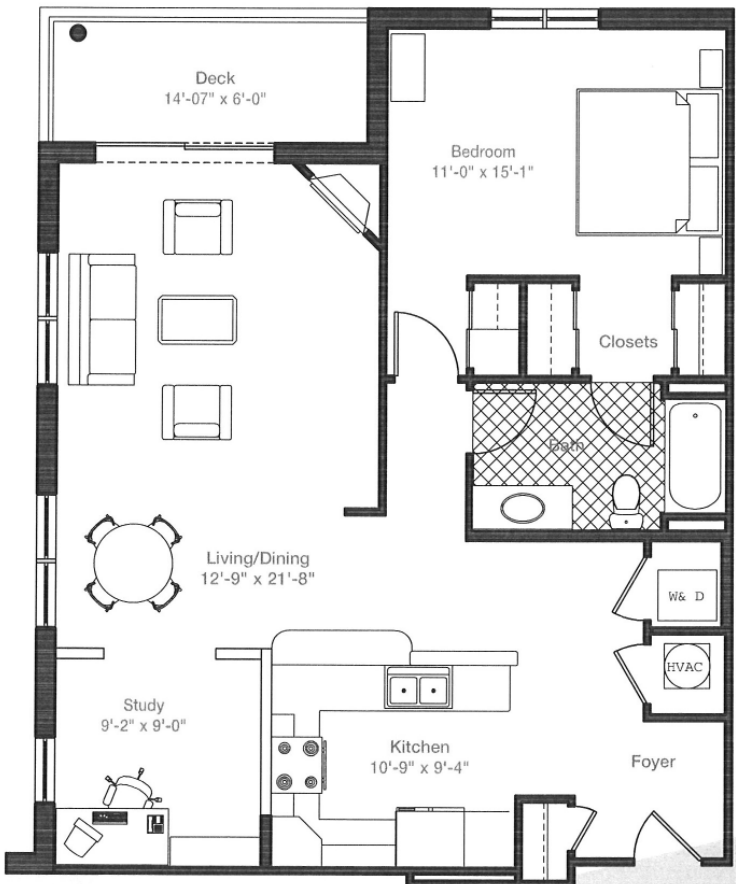 Deck
14'-07" x 6'-0"
Bedroom
11'-0" x 15'-1"
Closets
Bath
Living/Dining
12'-9" x 21'-8"
W& D
HVAC
Study
9'-2" x 9'-0"
Kitchen
10'-9" x 9'-4"
Foyer